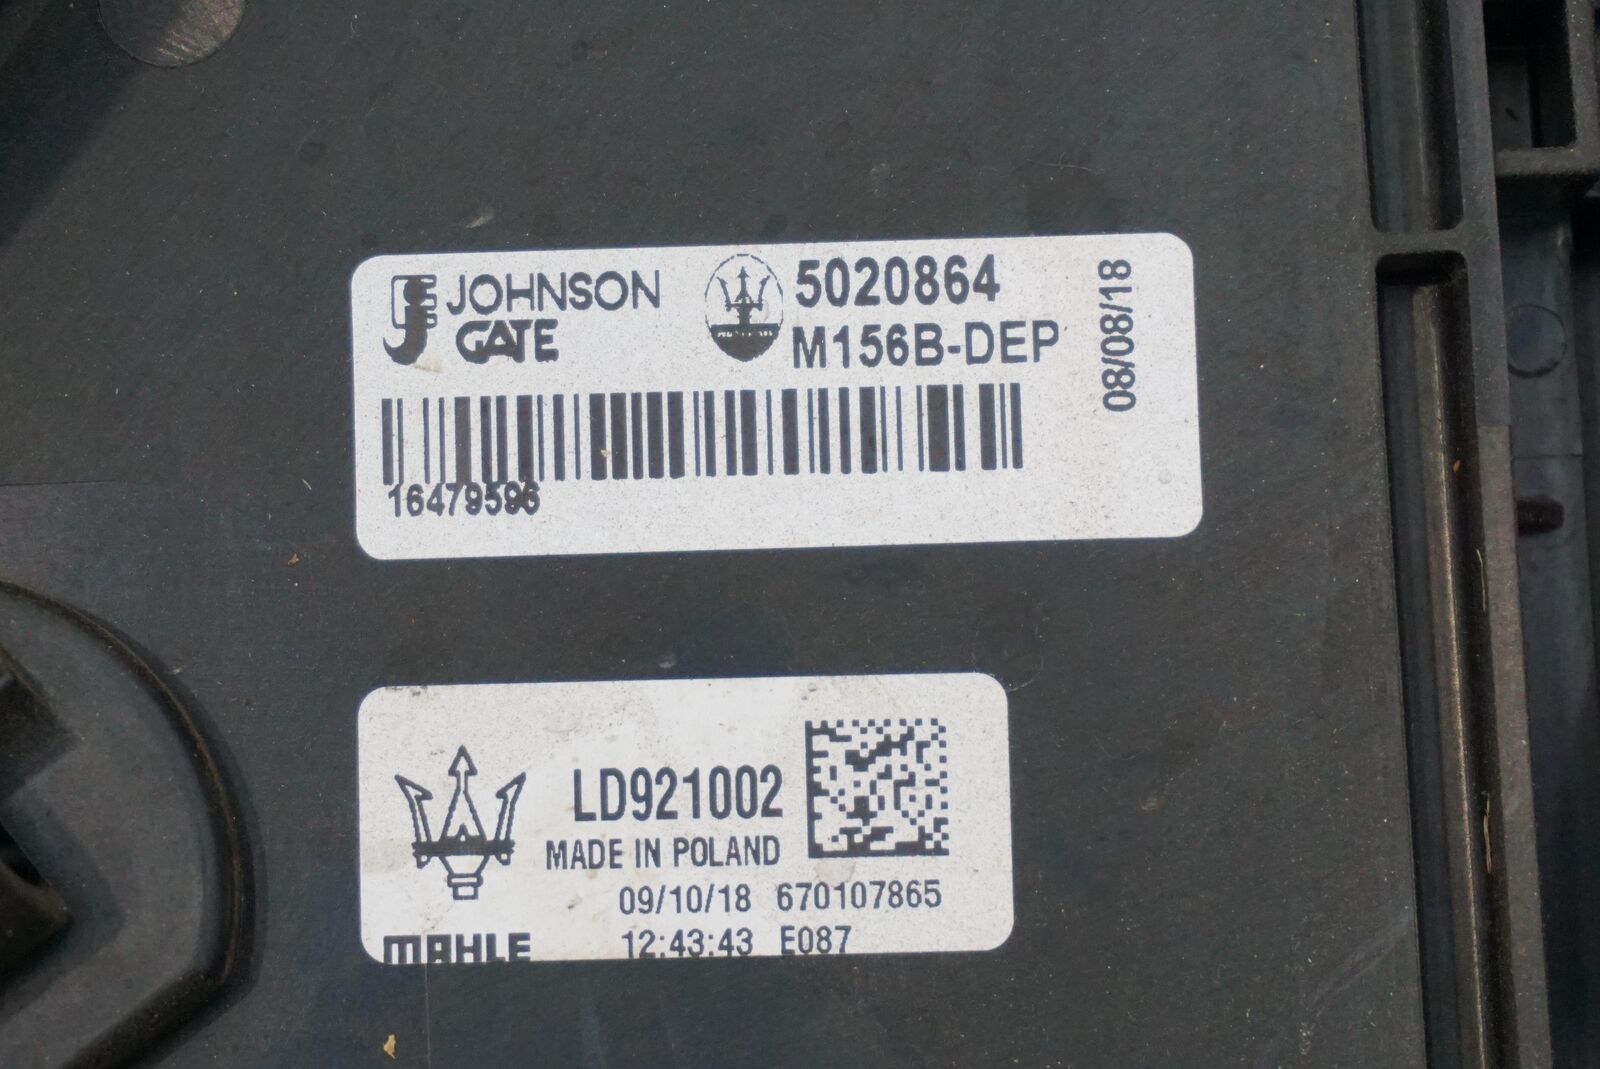 JOHNSON
GATE
5020864
M156B-DEP
08/08/18
16479596
LD921002
MADE IN POLAND
09/10/18 670107865
MAHLE 12:43:43 E087